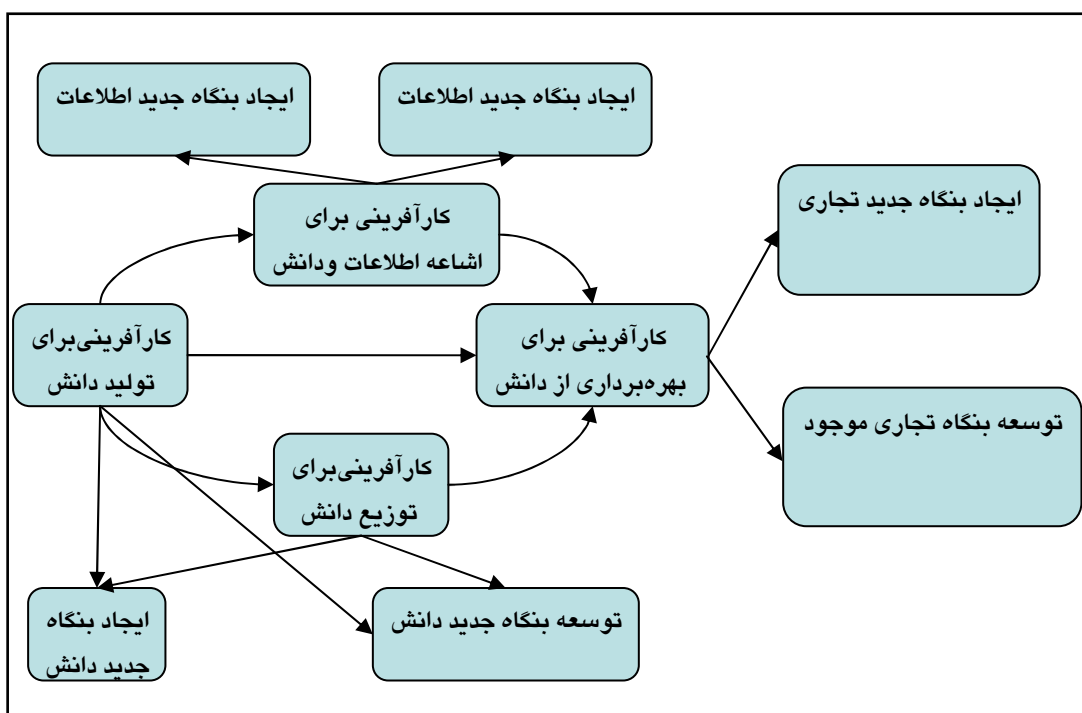 ایجاد بنگاه جدید اطلاعات
ایجاد بنگاه جدید اطلاعات
ایجاد بنگاه جدید تجاری
کارآفرینی برای
اشاعه اطلاعات ودانش
کارآفرینی برای
بهره‌برداری از دانش
کارآفرینی‌برای
تولید دانش
توسعه بنگاه تجاری موجود
کارآفرینی‌برای
توزیع دانش
توسعه بنگاه جدید دانش
ایجاد بنگاه
جدید دانش